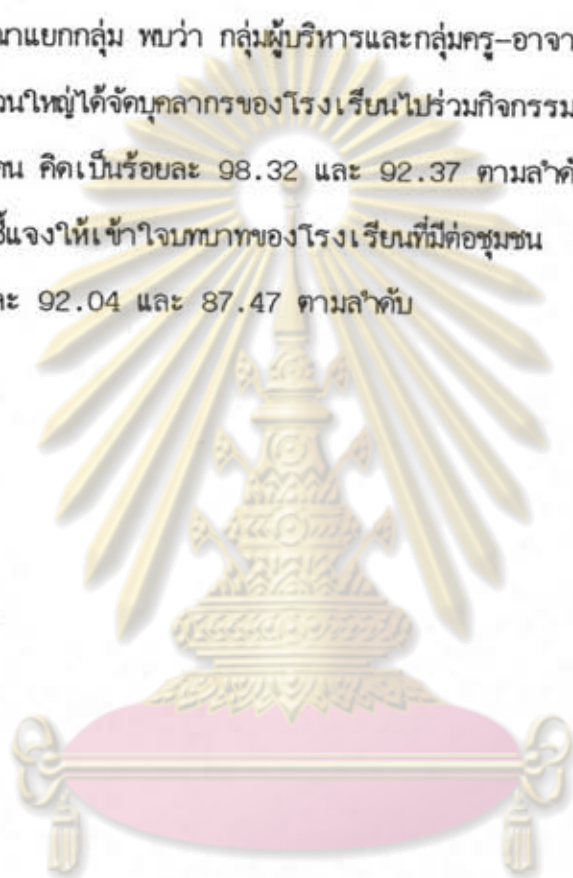 ณาแยกกลุ่ม พบว่า กลุ่มผู้บริหารและกลุ่มครู-อาจา
วนใหญ่ได้จัดบุคลากรของโรงเรียนไปร่วมกิจกรรม
คิดเป็นร้อยละ 98.32 และ 92.37 ตามลำดั
ชี้แจงให้เข้าใจบทบาทของโรงเรียนที่มีต่อชุมชน
ละ 92.04 และ 87.47 ตามลำดับ